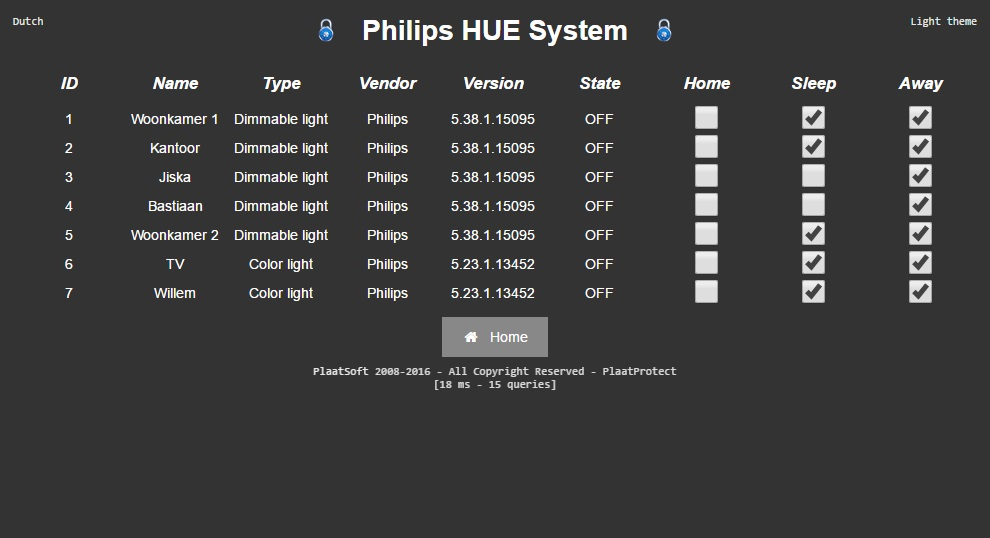 Dutch
Philips HUE System
Light theme
ID Name Type Vendor Version State Home Sleep Away
1 Woonkamer 1 Dimmable light Philips 5.38.1.15095 OFF
2 Kantoor Dimmable light Philips 5.38.1.15095 OFF
3 Jiska Dimmable light Philips 5.38.1.15095 OFF
4 Bastiaan Dimmable light Philips 5.38.1.15095 OFF
5 Woonkamer 2 Dimmable light Philips 5.38.1.15095 OFF
6 TV Color light Philips 5.23.1.13452 OFF
7 Willem Color light Philips 5.23.1.13452 OFF
Home
PlaatSoft 2008-2016 - All Copyright Reserved - PlaatProtect
[18 ms - 15 queries]